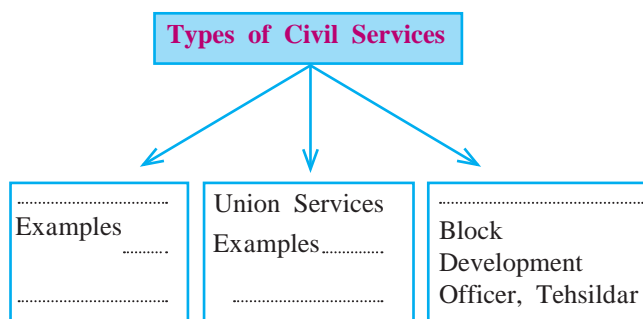 Types of Civil Services
....................................
Examples
...........
....................................
Union Services
Examples.............
.............................
..................................................
Block
Development
Officer, Tehsildar